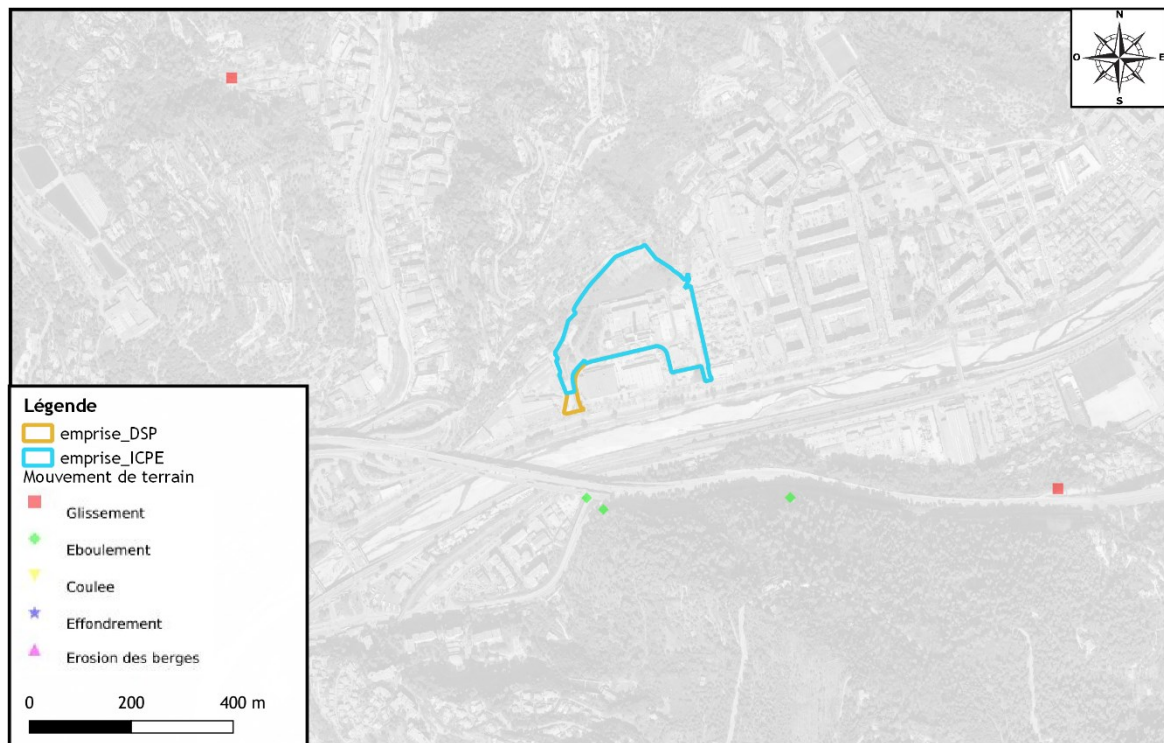 N
O
E
S
Légende
emprise_DSP
emprise_ICPE
Mouvement de terrain
Glissement
Eboulement
Coulee
Effondrement
Erosion des berges
0 200 400 m